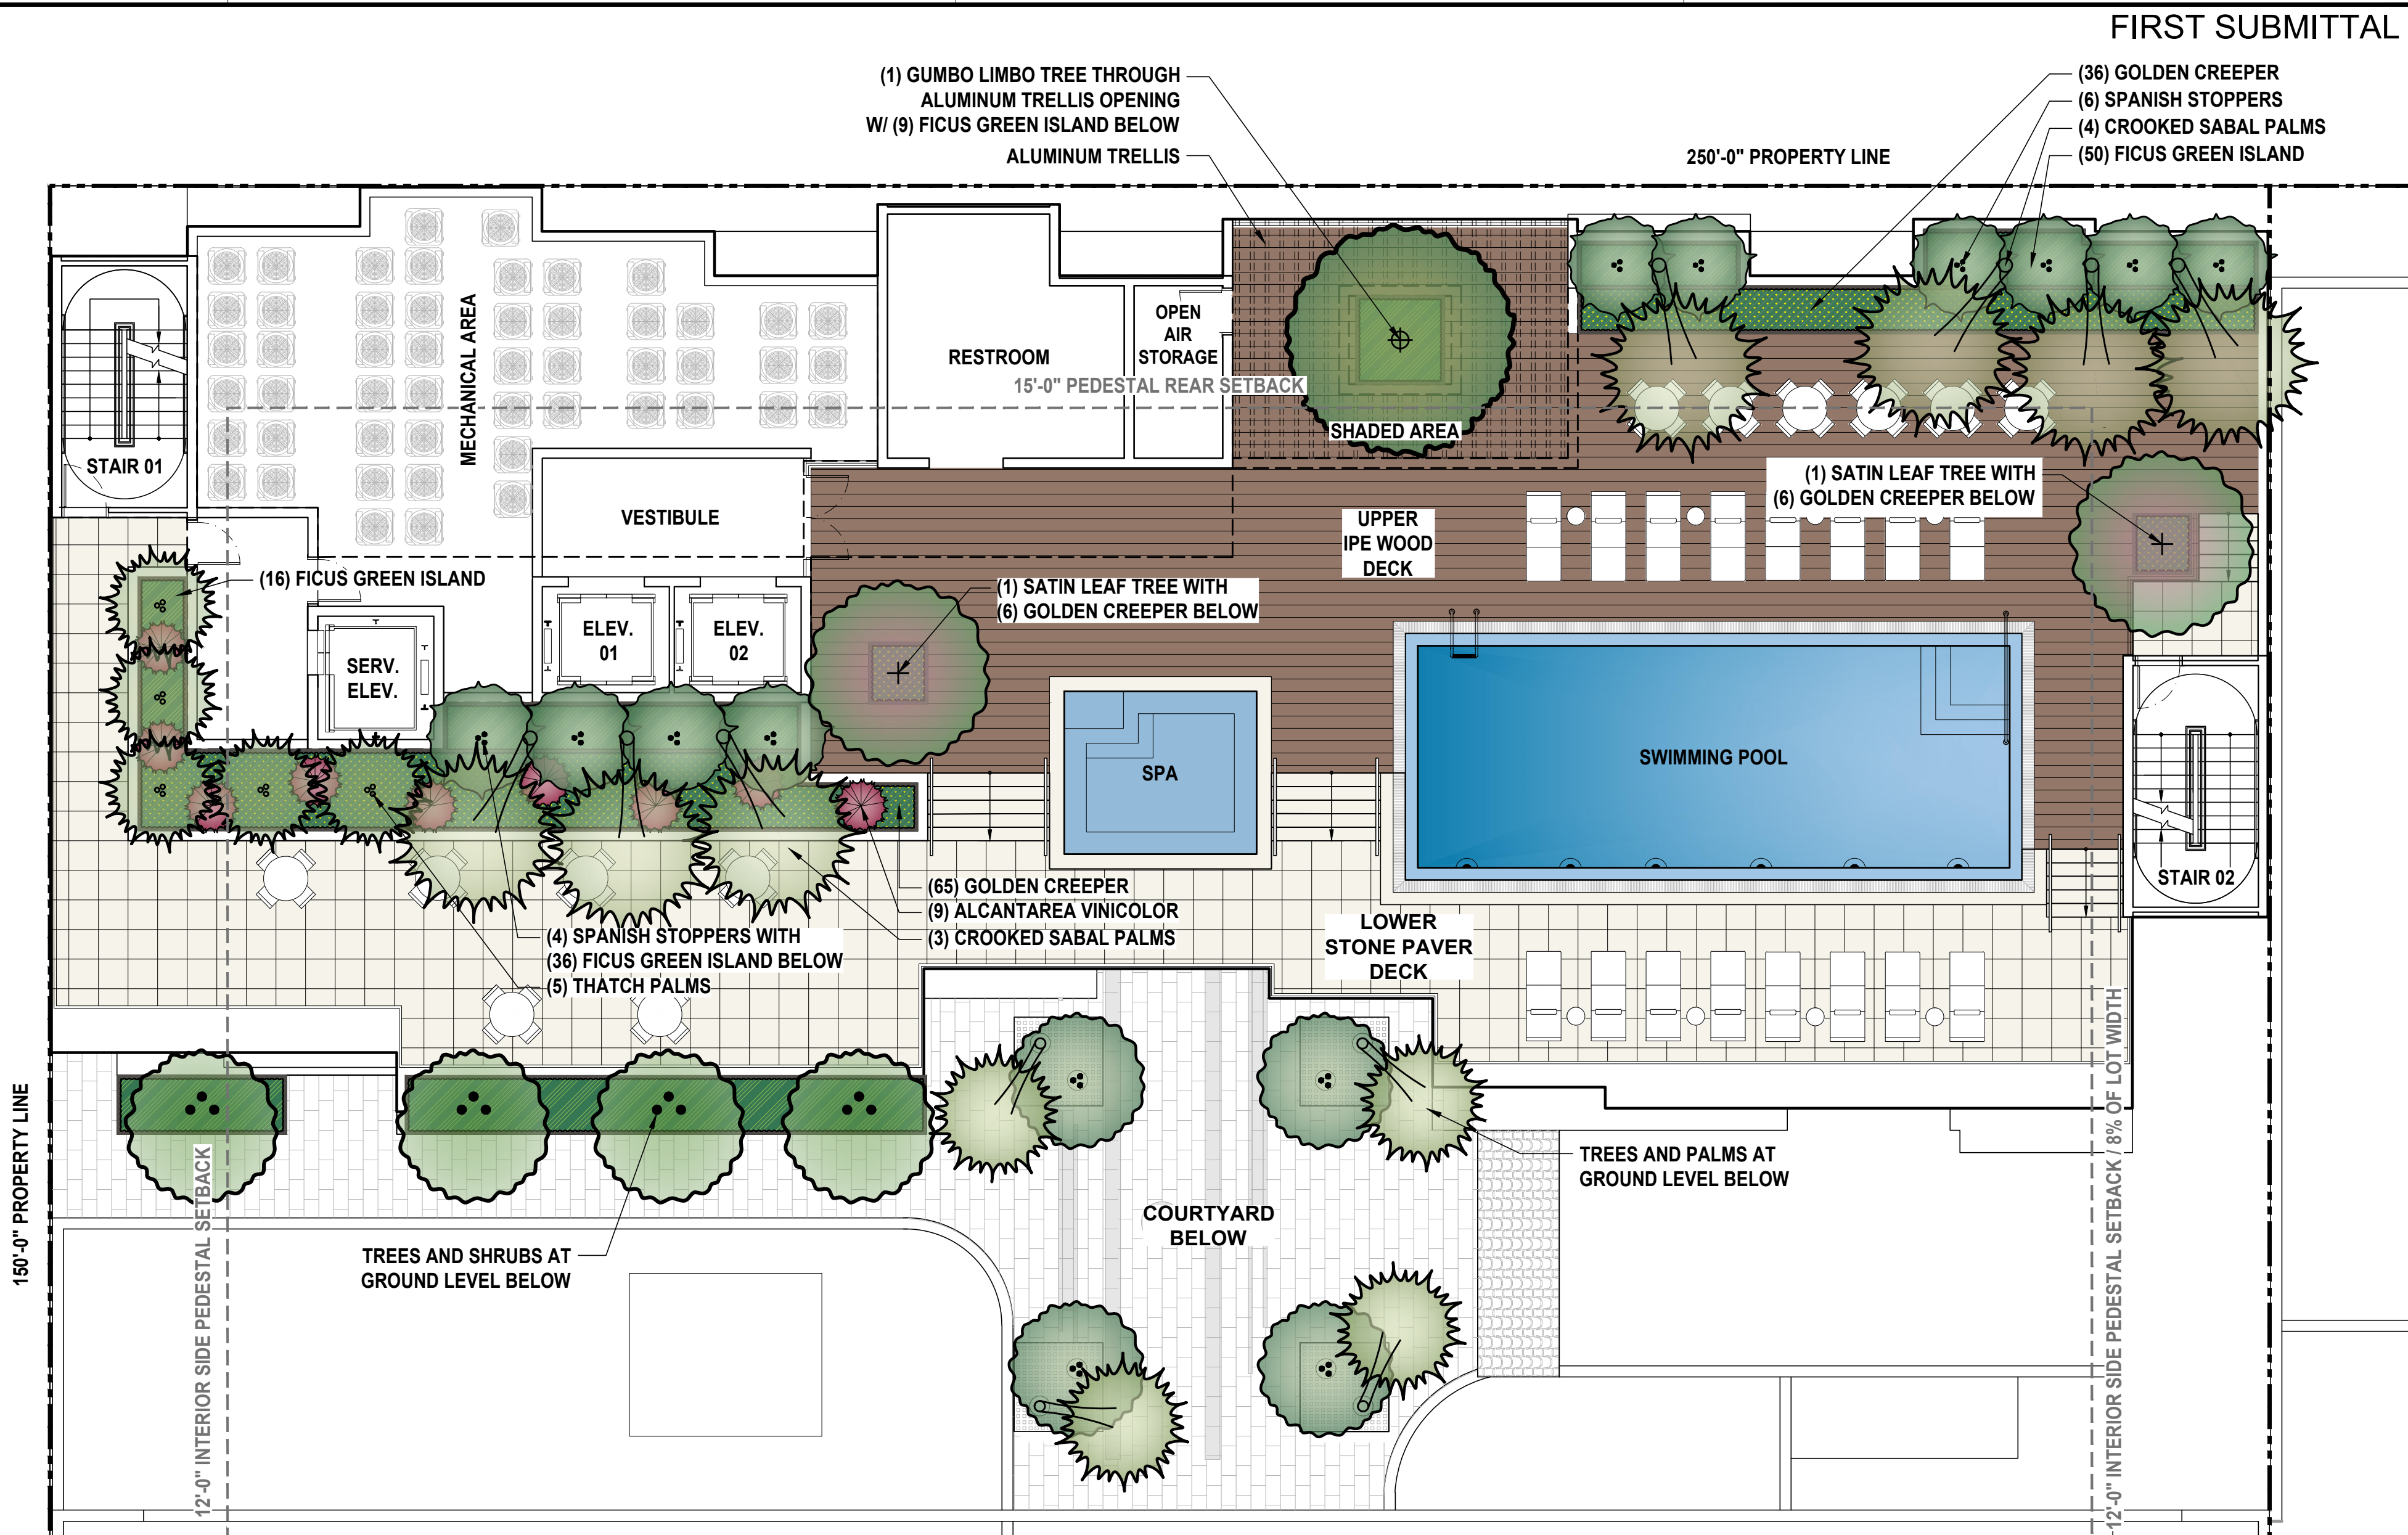 FIRST SUBMITTAL
(1) GUMBO LIMBO TREE THROUGH
ALUMINUM TRELLIS OPENING
W/ (9) FICUS GREEN ISLAND BELOW
ALUMINUM TRELLIS
(36) GOLDEN CREEPER
(6) SPANISH STOPPERS
(4) CROOKED SABAL PALMS
(50) FICUS GREEN ISLAND
250'-0" PROPERTY LINE
MECHANICAL AREA
RESTROOM
OPEN
AIR
STORAGE
15'-0" PEDESTAL REAR SETBACK
SHADED AREA
STAIR 01
VESTIBULE
UPPER
IPE WOOD
DECK
(1) SATIN LEAF TREE WITH
(6) GOLDEN CREEPER BELOW
(16) FICUS GREEN ISLAND
(1) SATIN LEAF TREE WITH
(6) GOLDEN CREEPER BELOW
SERV.
ELEV.
ELEV.
01
ELEV.
02
SPA
SWIMMING POOL
STAIR 02
(65) GOLDEN CREEPER
(9) ALCANTAREA VINICOLOR
(3) CROOKED SABAL PALMS
(4) SPANISH STOPPERS WITH
(36) FICUS GREEN ISLAND BELOW
(5) THATCH PALMS
LOWER
STONE PAVER
DECK
150'-0" PROPERTY LINE
12'-0" INTERIOR SIDE PEDESTAL SETBACK
TREES AND SHRUBS AT
GROUND LEVEL BELOW
COURTYARD
BELOW
TREES AND PALMS AT
GROUND LEVEL BELOW
12'-0" INTERIOR SIDE PEDESTAL SETBACK / 8% OF LOT WIDTH